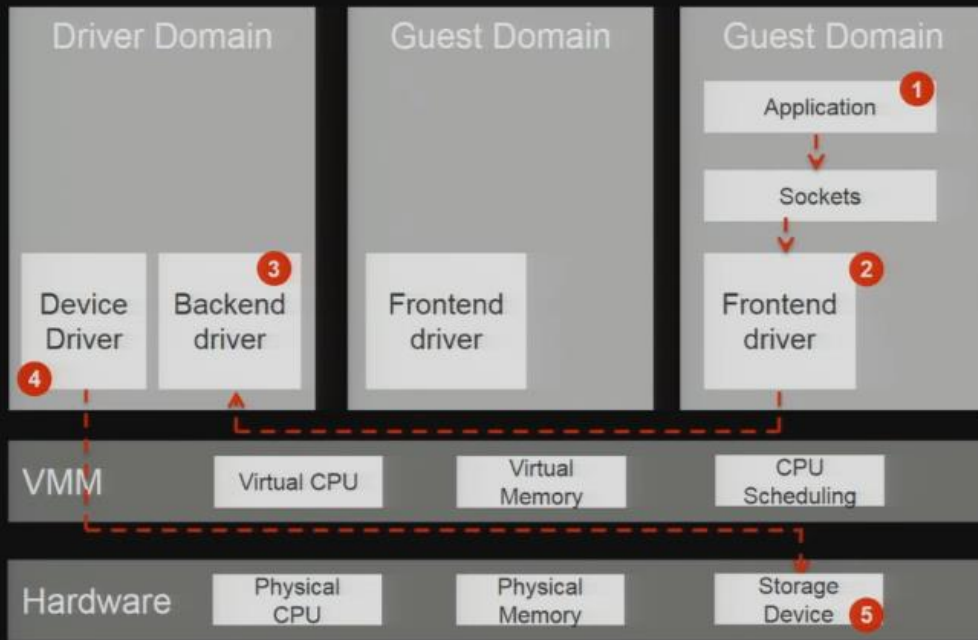 Driver Domain
Guest Domain
Guest Domain
1
Application
Sockets
3
2
Device
Driver
Backend
driver
Frontend
driver
Frontend
driver
4
VMM
Virtual CPU
Virtual
Memory
CPU
Scheduling
Hardware
Physical
CPU
Physical
Memory
Storage
Device
5